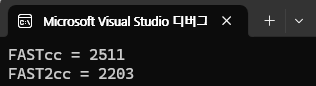 Microsoft Visual Studio 디버그
FASTcc = 2511
FAST2cc = 2203